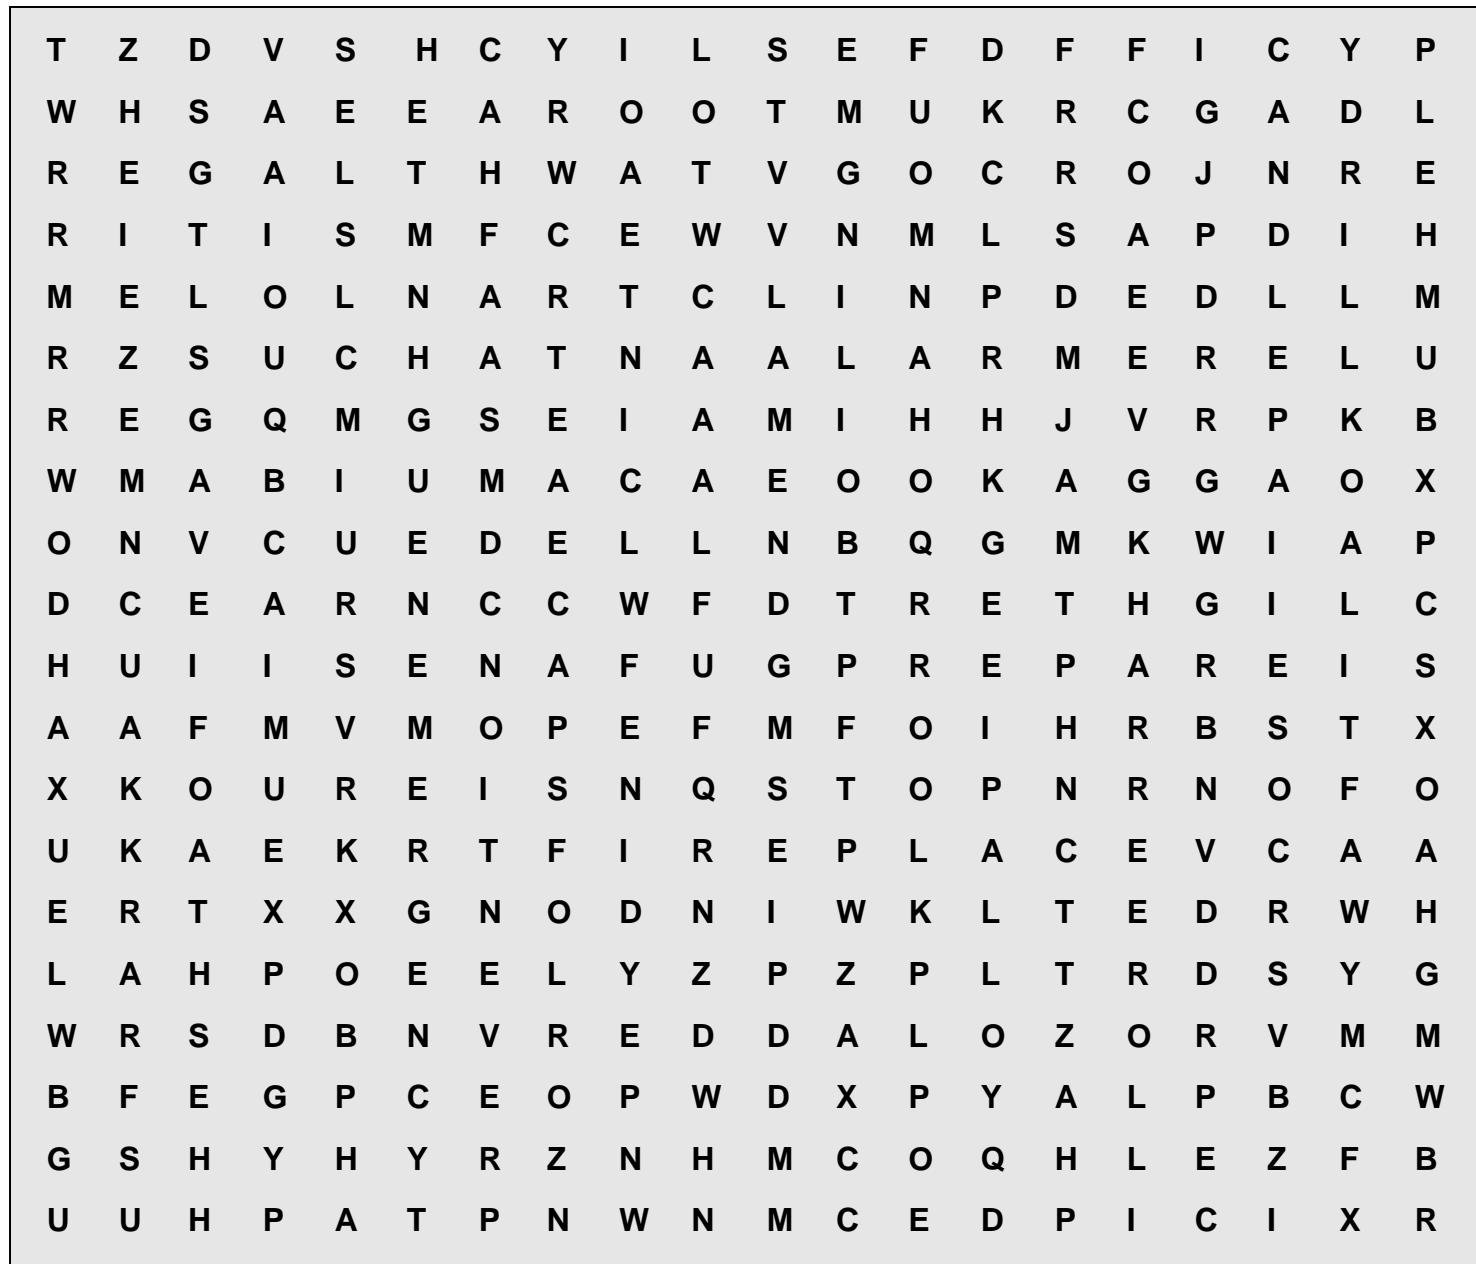 T Z D V S H C Y I L S E F D F F I C Y P
W H S A E E A R O O T M U K R C G A D L
R E G A L T H W A T V G O C R O J N R E
R I T I S M F C E W V N M L S A P D I H
M E L O L N A R T C L I N P D E D L L M
R Z S U C H A T N A A L A R M E R E L U
R E G Q M G S E I A M I H H J V R P K B
W M A B I U M A C A E O O K A G G A O X
O N V C U E D E L L N B Q G M K W I A P
D C E A R N C C W F D T R E T H G I L C
H U I I S E N A F U G P R E P A R E I S
A A F M V M O P E F M F O I H R B S T X
X K O U R E I S N Q S T O P N R N O F O
U K A E K R T F I R E P L A C E V C A A
E R T X X G N O D N I W K L T E D R W H
L A H P O E E L Y Z P Z P L T R D S Y G
W R S D B N V R E D D A L O Z O R V M M
B F E G P C E O P W D X P Y A L P B C W
G S H Y H Y R Z N H M C O Q H L E Z F B
U U H P A T P N W N M C E D P I C I X R